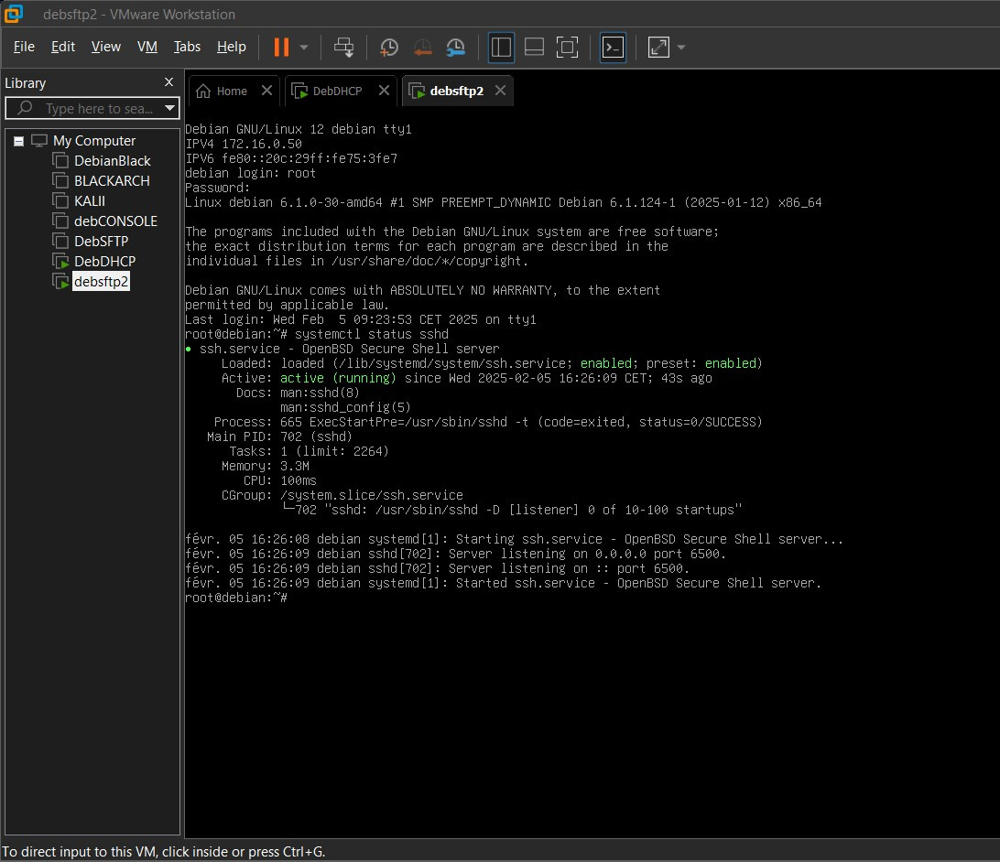 debsftp2 - VMware Workstation
File Edit View VM Tabs Help
Library
Type here to sea...
My Computer
DebianBlack
BLACKARCH
KALII
debCONSOLE
DebSFTP
DebDHCP
debsftp2
Home DebDHCP debsftp2
Debian GNU/Linux 12 debian tty1
IPV4 172.16.0.50
IPV6 fe80::20c:29ff:fe75:3fe7
debian login: root
Password:
Linux debian 6.1.0-30-amd64 #1 SMP PREEMPT_DYNAMIC Debian 6.1.124-1 (2025-01-12) x86_64
The programs included with the Debian GNU/Linux system are free software;
the exact distribution terms for each program are described in the
individual files in /usr/share/doc/*/copyright.
Debian GNU/Linux comes with ABSOLUTELY NO WARRANTY, to the extent
permitted by applicable law.
Last login: Wed Feb  5 09:23:53 CET 2025 on tty1
root@debian:~# systemctl status sshd
● ssh.service - OpenBSD Secure Shell server
Loaded: loaded (/lib/systemd/system/ssh.service; enabled; preset: enabled)
Active: active (running) since Wed 2025-02-05 16:26:09 CET; 43s ago
Docs: man:sshd(8)
man:sshd_config(5)
Process: 665 ExecStartPre=/usr/sbin/sshd -t (code=exited, status=0/SUCCESS)
Main PID: 702 (sshd)
Tasks: 1 (limit: 2264)
Memory: 3.3M
CPU: 100ms
CGroup: /system.slice/ssh.service
└─702 "sshd: /usr/sbin/sshd -D [listener] 0 of 10-100 startups"
févr. 05 16:26:08 debian systemd[1]: Starting ssh.service - OpenBSD Secure Shell server...
févr. 05 16:26:09 debian sshd[702]: Server listening on 0.0.0.0 port 6500.
févr. 05 16:26:09 debian sshd[702]: Server listening on :: port 6500.
févr. 05 16:26:09 debian systemd[1]: Started ssh.service - OpenBSD Secure Shell server.
root@debian:~#
To direct input to this VM, click inside or press Ctrl+G.